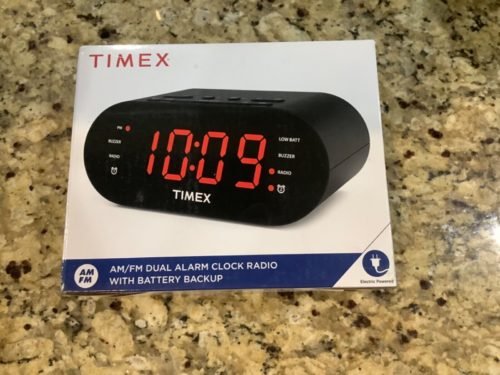 TIMEX
PM
BUZZER
RADIO
10:09
LOW BATT
BUZZER
RADIO
TIMEX
AM
FM
AM/FM DUAL ALARM CLOCK RADIO
WITH BATTERY BACKUP
Electric Powered